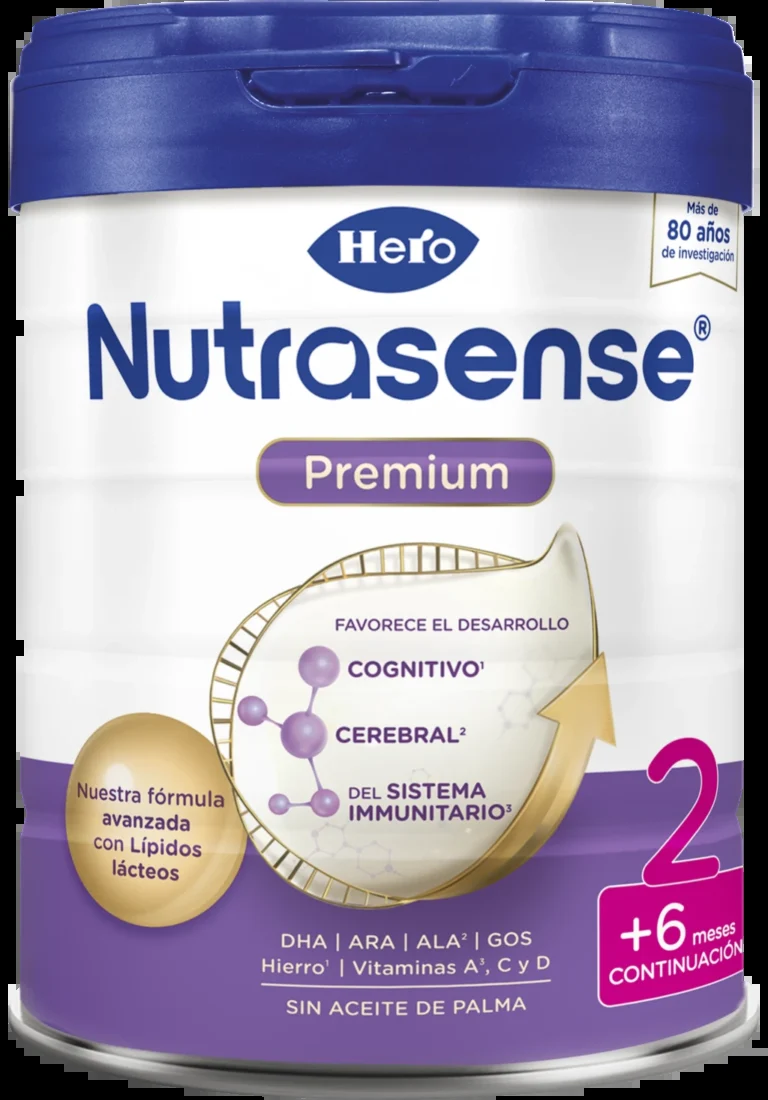 Hero
Más de
80 años
de investigación
Nutrasense®
Premium
FAVORECE EL DESARROLLO
COGNITIVO¹
CEREBRAL²
DEL SISTEMA
IMMUNITARIO³
Nuestra fórmula
avanzada
con Lípidos
lácteos
2
+6 meses
CONTINUACIÓN
DHA | ARA | ALA² | GOS
Hierro¹ | Vitaminas A³, C y D
SIN ACEITE DE PALMA